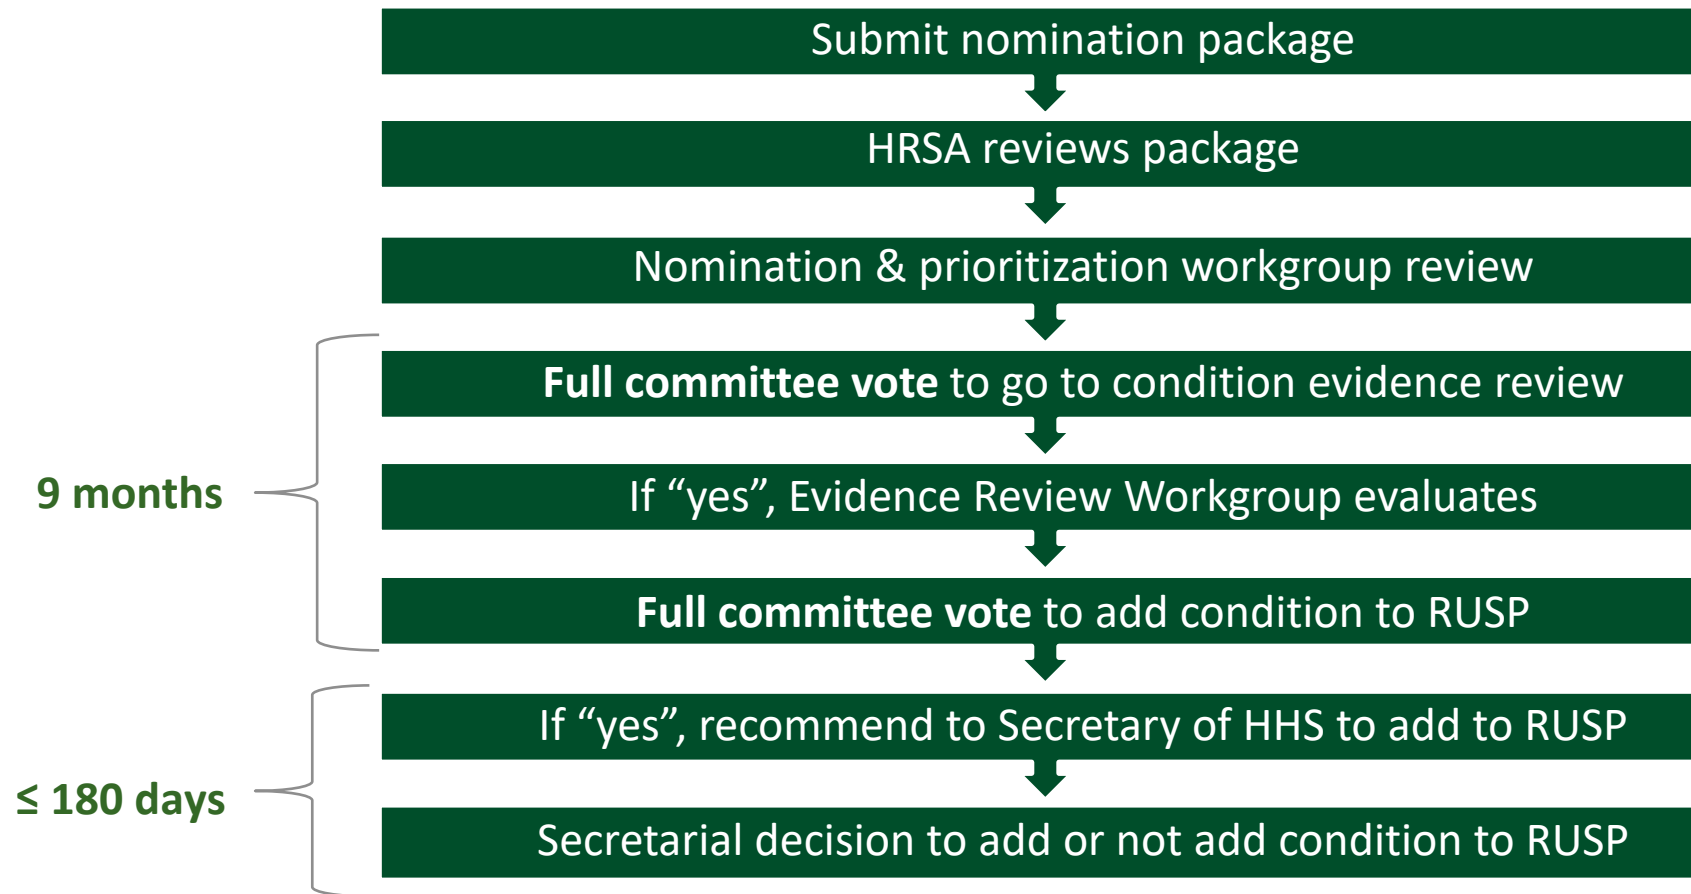 Submit nomination package
HRSA reviews package
Nomination & prioritization workgroup review
Full committee vote to go to condition evidence review
9 months
If “yes”, Evidence Review Workgroup evaluates
Full committee vote to add condition to RUSP
If “yes”, recommend to Secretary of HHS to add to RUSP
≤ 180 days
Secretarial decision to add or not add condition to RUSP